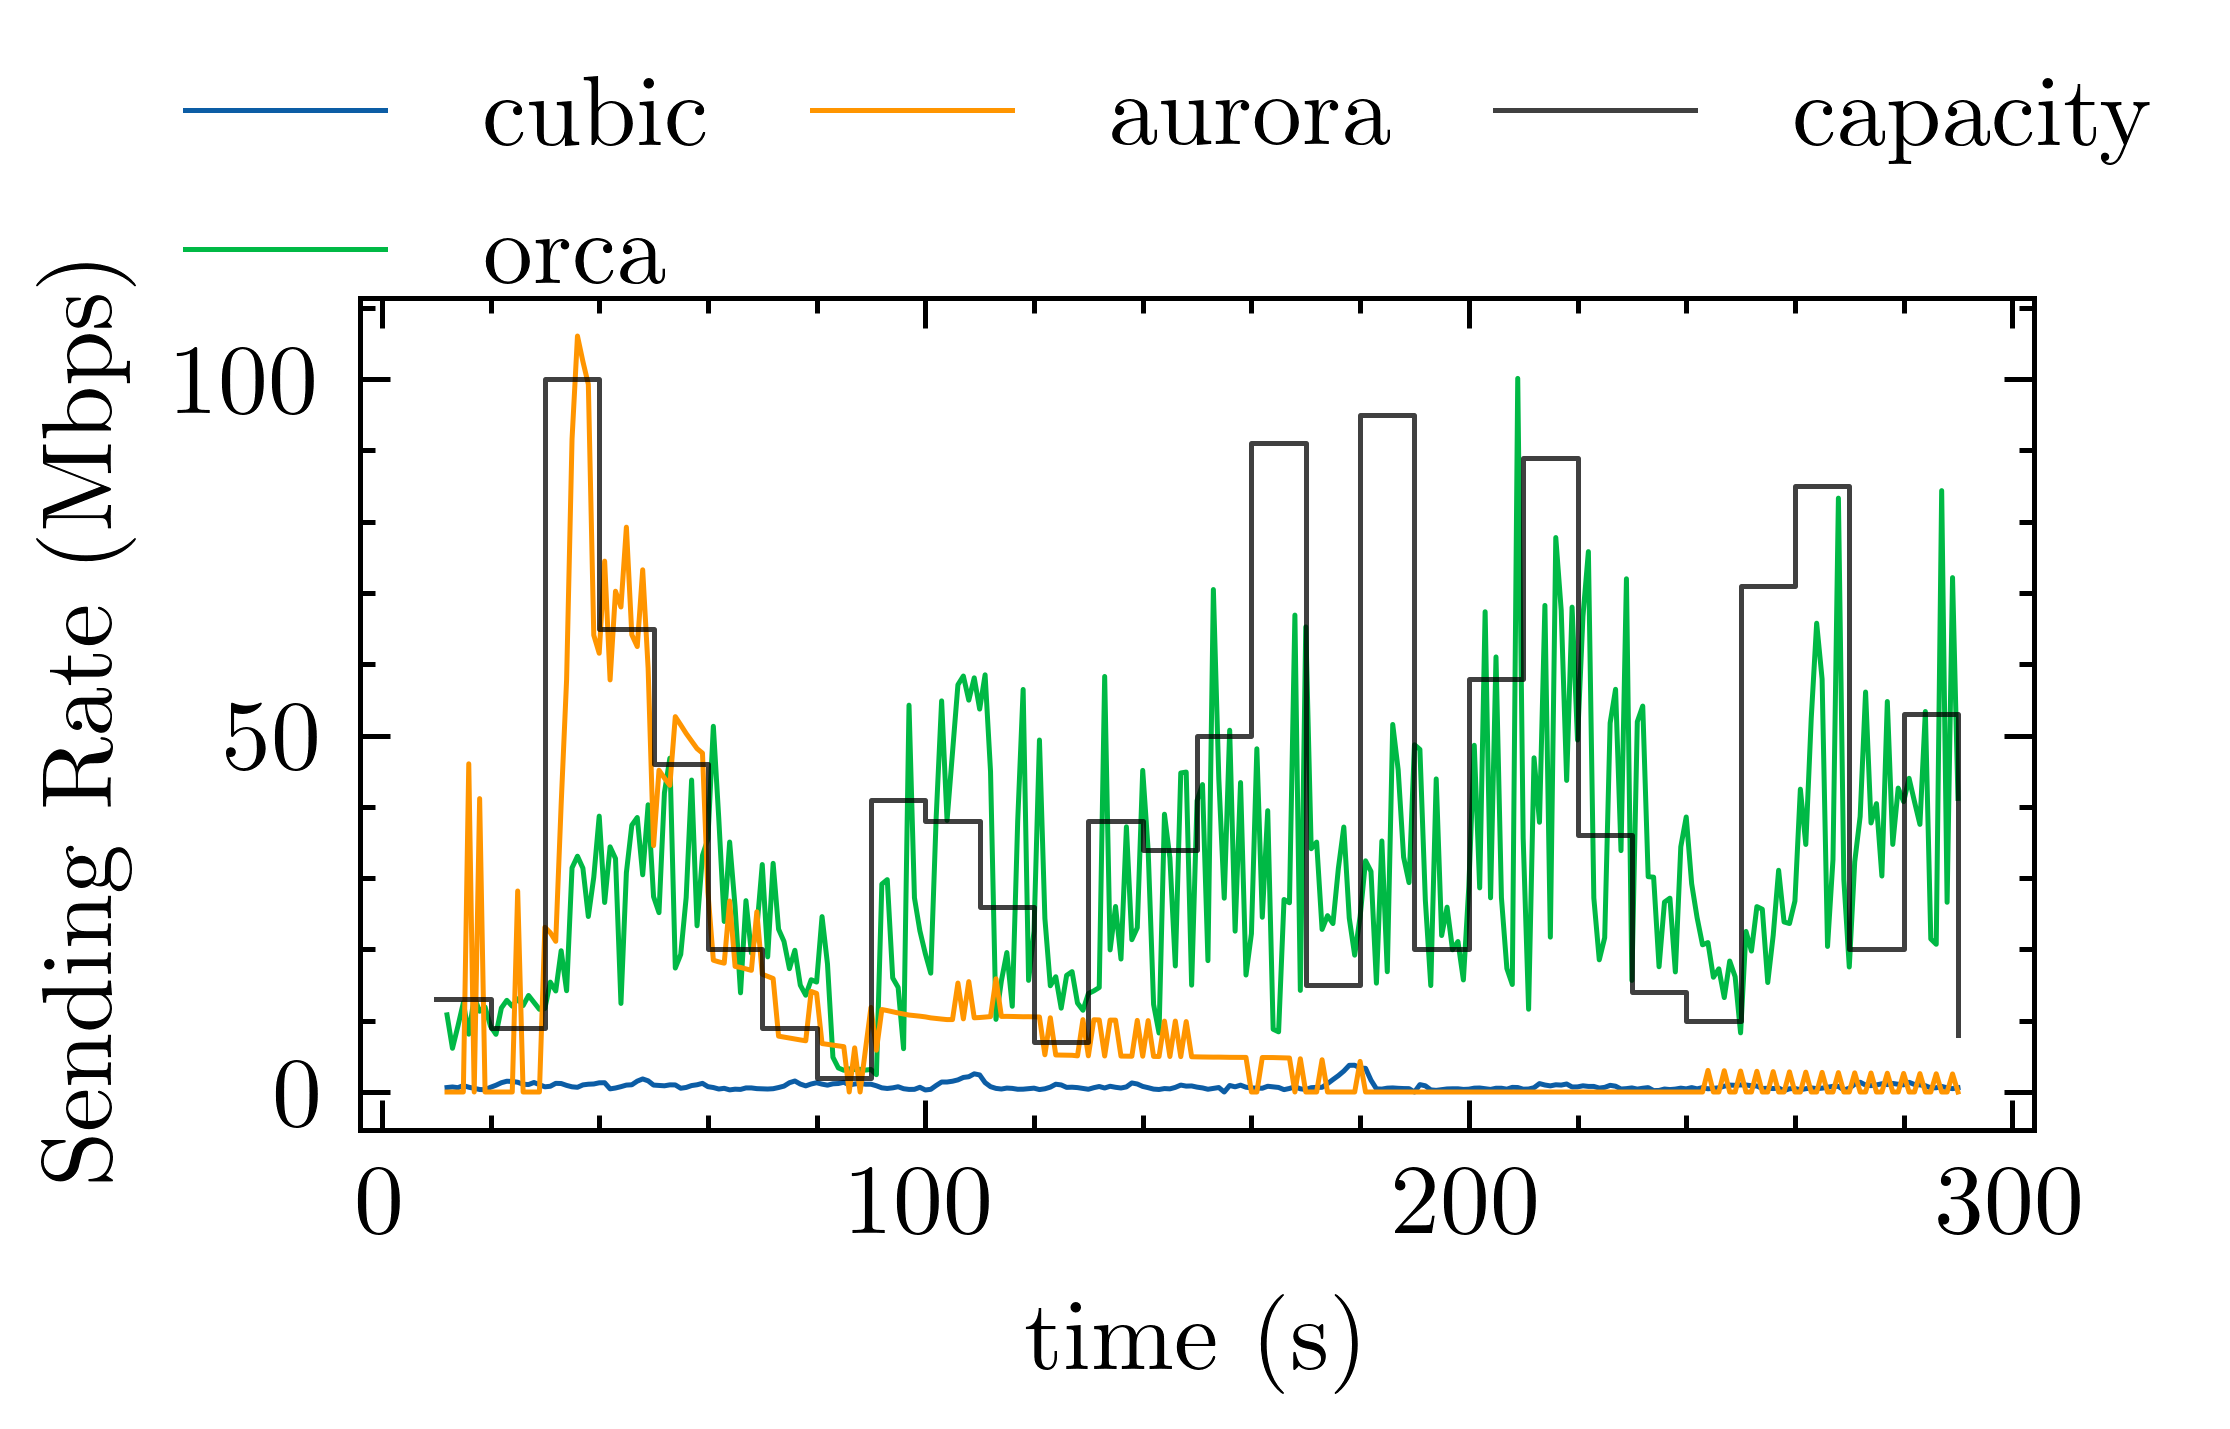 cubic aurora capacity
orca
Sending Rate (Mbps)
100
50
0
0 100 200 300
time (s)